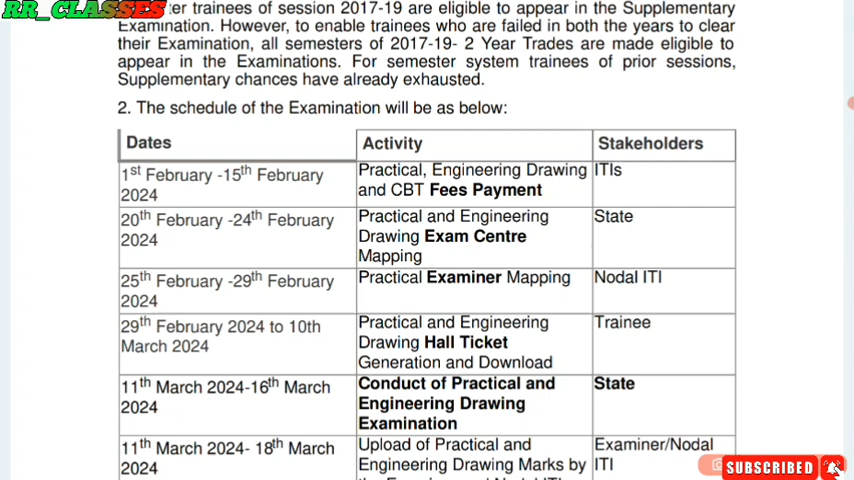 RR_CLASSES
ter trainees of session 2017-19 are eligible to appear in the Supplementary
Examination. However, to enable trainees who are failed in both the years to clear
their Examination, all semesters of 2017-19- 2 Year Trades are made eligible to
appear in the Examinations. For semester system trainees of prior sessions,
Supplementary chances have already exhausted.
2. The schedule of the Examination will be as below:
Dates Activity Stakeholders
1st February -15th February 2024
Practical, Engineering Drawing
and CBT Fees Payment
ITIs
20th February -24th February
2024
Practical and Engineering
Drawing Exam Centre
Mapping
State
25th February -29th February
2024
Practical Examiner Mapping
Nodal ITI
29th February 2024 to 10th
March 2024
Practical and Engineering
Drawing Hall Ticket
Generation and Download
Trainee
11th March 2024-16th March
2024
Conduct of Practical and
Engineering Drawing
Examination
State
11th March 2024- 18th March
2024
Upload of Practical and
Engineering Drawing Marks by
Examiner/Nodal
ITI
SUBSCRIBED